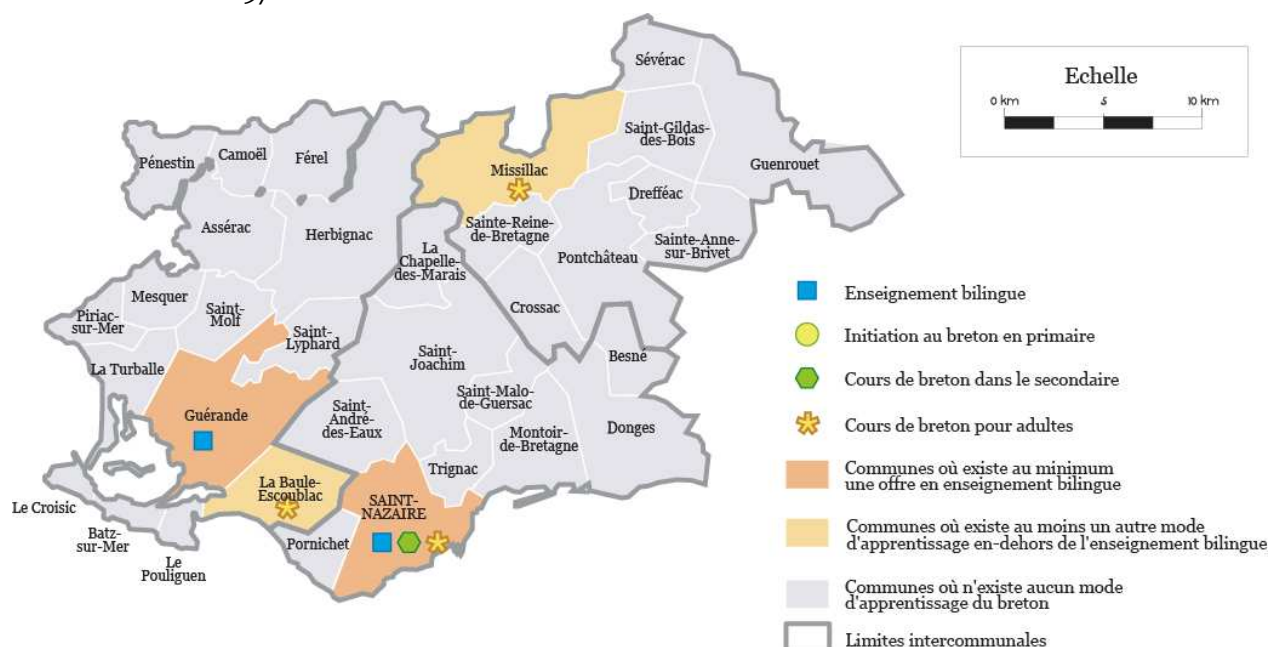 Sévérac
Echelle
0 km 5 10 km
Saint-Gildas-
des-Bois
Pénestin
Camoël
Férel
Missillac
Guenrouet
Drefféac
Assérac
Herbignac
Sainte-Reine-
de-Bretagne
La
Chapelle-
des-Marais
Pontchâteau
Sainte-Anne-
sur-Brivet
Mesquer
Piriac-
sur-Mer
Saint-
Molf
Crossac
Saint-
Lyphard
La Turballe
Saint-
Joachim
Besné
Guérande
Saint-
André-
des-Eaux
Saint-Malo-
de-Guersac
Montoir-
de-Bretagne
Donges
Trignac
La Baule-
Escoublac
SAINT-
NAZAIRE
Le Croisic
Batz-
sur-Mer
Le
Pouliguen
Pornichet
Enseignement bilingue
Initiation au breton en primaire
Cours de breton dans le secondaire
Cours de breton pour adultes
Communes où existe au minimum
une offre en enseignement bilingue
Communes où existe au moins un autre mode
d'apprentissage en-dehors de l'enseignement bilingue
Communes où n'existe aucun mode
d'apprentissage du breton
Limites intercommunales